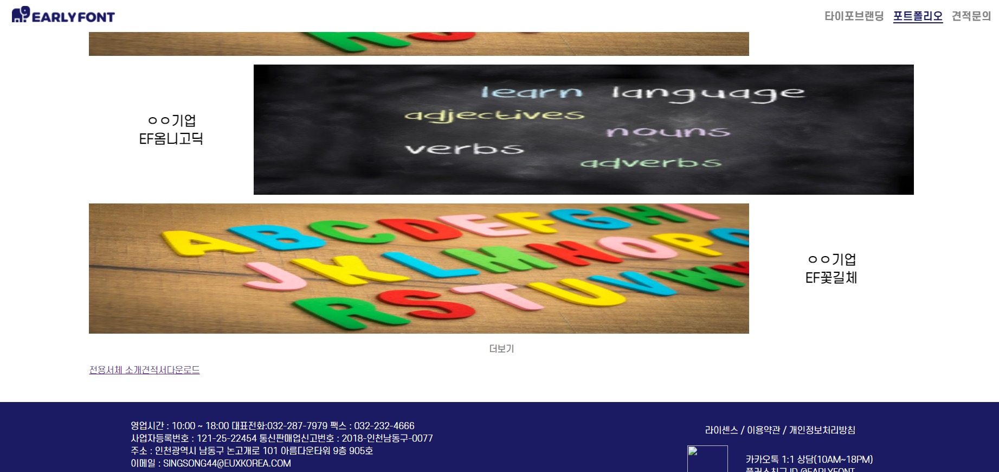 EARLYFONT
타이포브랜딩 포트폴리오 견적문의
R S
ㅇㅇ기업
EF옴니고딕
learn language
adjectives
nouns
verbs
adverbs
A B C D E F G H I
J K L M H O P Q
R S T U V W
ㅇㅇ기업
EF꽃길체
더보기
전용서체 소개견적서다운로드
영업시간 : 10:00 ~ 18:00 대표전화:032-287-7979 팩스 : 032-232-4666
사업자등록번호 : 121-25-22454 통신판매업신고번호 : 2018-인천남동구-0077
주소 : 인천광역시 남동구 논고개로 101 아름다운타워 9층 905호
이메일 : SINGSONG44@EUXKOREA.COM
라이센스 / 이용약관 / 개인정보처리방침
카카오톡 1:1 상담(10AM~18PM)
플러스친구 ID @EARLYFONT